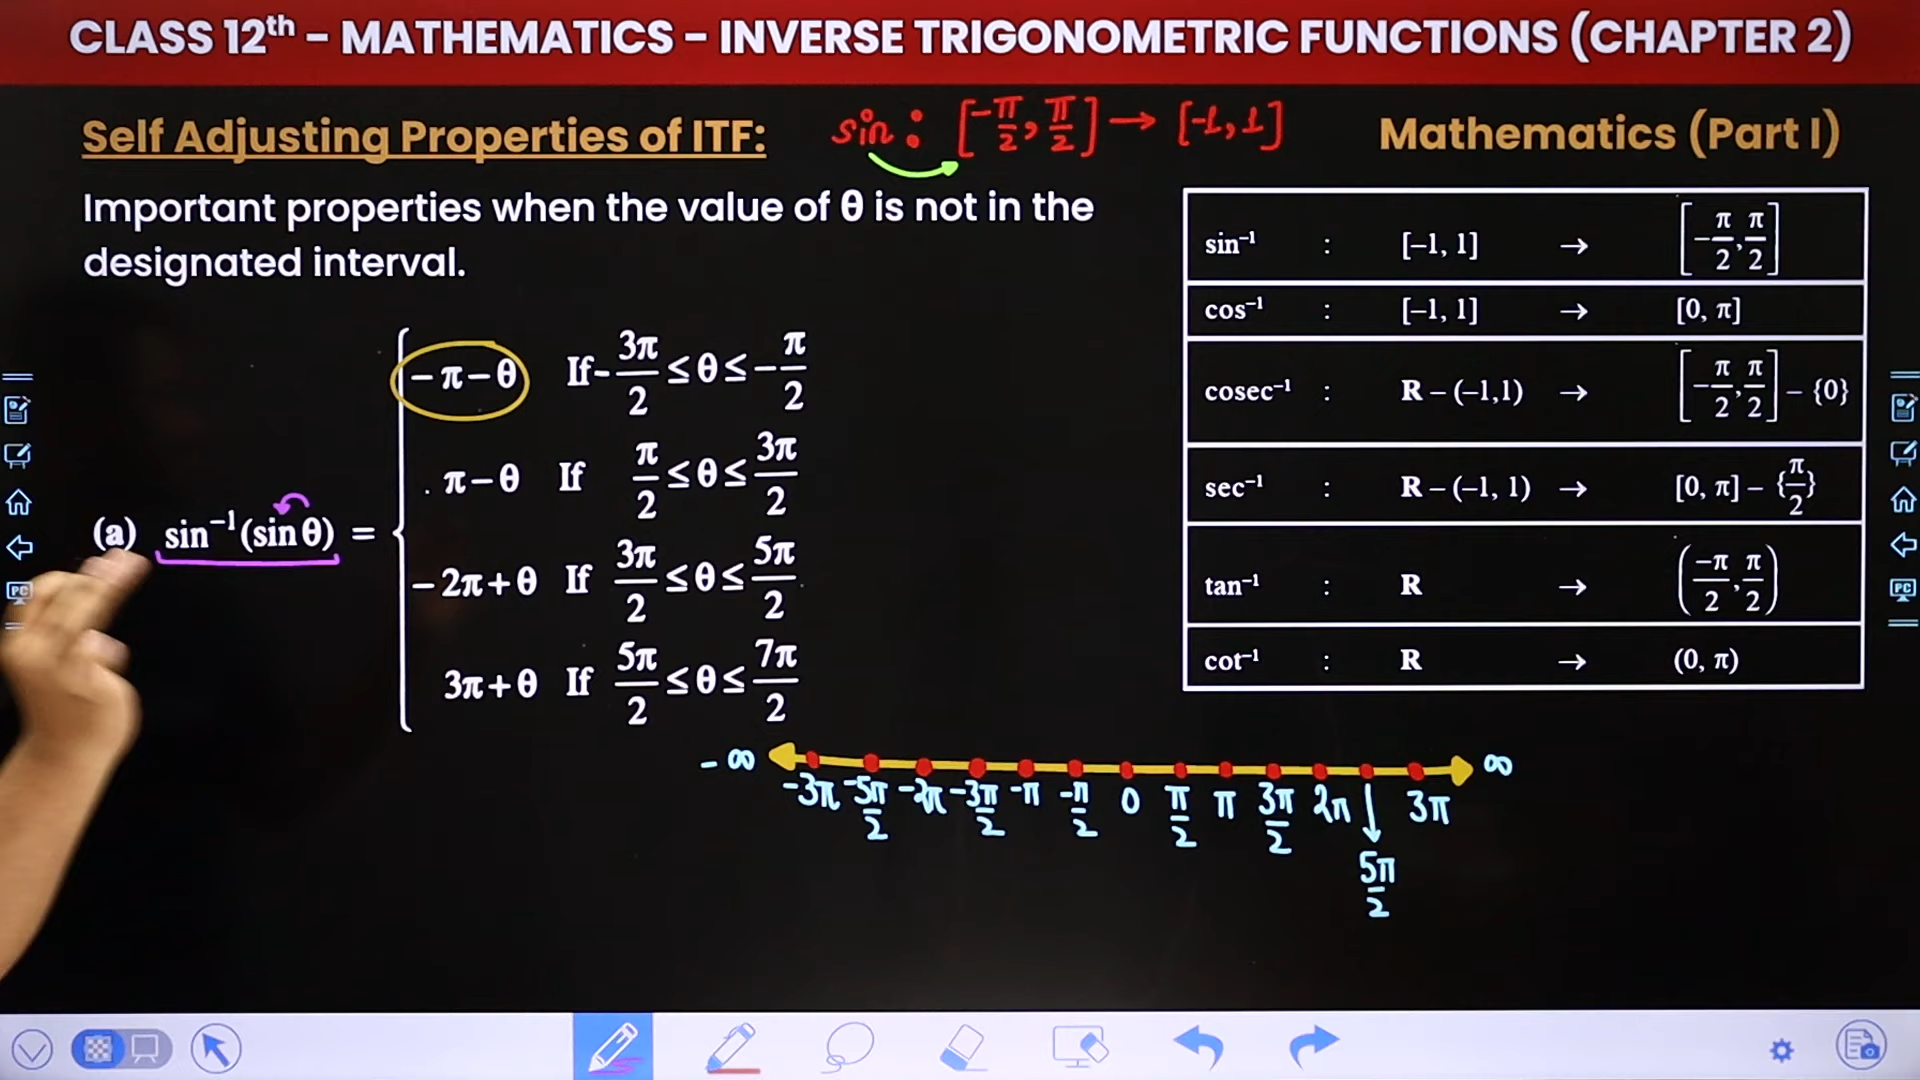 CLASS 12th – MATHEMATICS – INVERSE TRIGONOMETRIC FUNCTIONS (CHAPTER 2)
Self Adjusting Properties of ITF:
sin : [-π/2, π/2] → [-1, 1]
Mathematics (Part I)
Important properties when the value of θ is not in the
designated interval.
(a) sin⁻¹(sin θ) =
–π–θ If -3π/2 ≤ θ ≤ -π/2
π–θ If π/2 ≤ θ ≤ 3π/2
–2π+θ If 3π/2 ≤ θ ≤ 5π/2
3π+θ If 5π/2 ≤ θ ≤ 7π/2
sin⁻¹ : [–1, 1] → [-π/2, π/2]
cos⁻¹ : [–1, 1] → [0, π]
cosec⁻¹ : R – (–1,1) → [-π/2, π/2] – {0}
sec⁻¹ : R – (–1, 1) → [0, π] – {π/2}
tan⁻¹ : R → (-π/2, π/2)
cot⁻¹ : R → (0, π)
-∞ ∞
-3π -5π/2 -2π -3π/2 -π -π/2 0 π/2 π 3π/2 2π 3π
5π/2
PC
PC